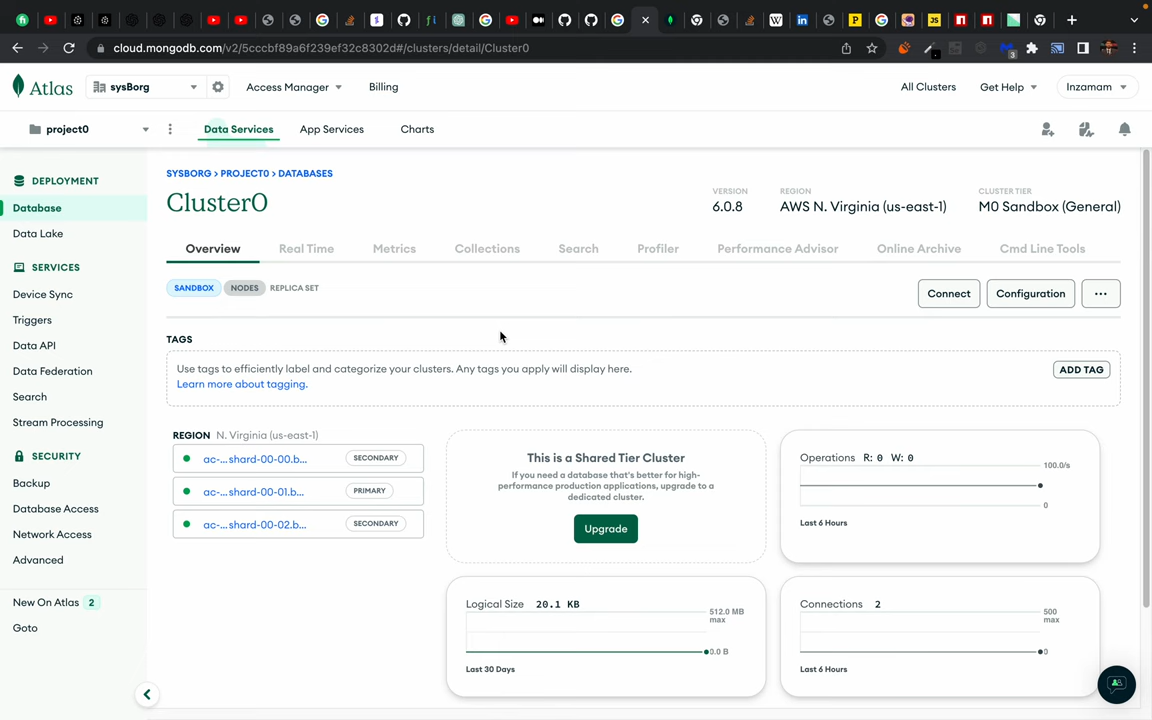 cloud.mongodb.com/v2/5cccbf89a6f239ef32c8302d#/clusters/detail/Cluster0
3
Atlas
sysBorg
Access Manager
Billing
All Clusters
Get Help
Inzamam
project0
Data Services
App Services
Charts
DEPLOYMENT
Database
Data Lake
SERVICES
Device Sync
Triggers
Data API
Data Federation
Search
Stream Processing
SECURITY
Backup
Database Access
Network Access
Advanced
New On Atlas 2
Goto
SYSBORG > PROJECT0 > DATABASES
Cluster0
VERSION
6.0.8
REGION
AWS N. Virginia (us-east-1)
CLUSTER TIER
M0 Sandbox (General)
Overview
Real Time
Metrics
Collections
Search
Profiler
Performance Advisor
Online Archive
Cmd Line Tools
SANDBOX
NODES
REPLICA SET
Connect
Configuration
...
TAGS
Use tags to efficiently label and categorize your clusters. Any tags you apply will display here.
Learn more about tagging.
ADD TAG
REGION N. Virginia (us-east-1)
ac-...shard-00-00.b... SECONDARY
ac-...shard-00-01.b... PRIMARY
ac-...shard-00-02.b... SECONDARY
This is a Shared Tier Cluster
If you need a database that's better for high-
performance production applications, upgrade to a
dedicated cluster.
Upgrade
Operations R: 0 W: 0
100.0/s
0
Last 6 Hours
Logical Size 20.1 KB
512.0 MB
max
0.0 B
Last 30 Days
Connections 2
500
max
0
Last 6 Hours